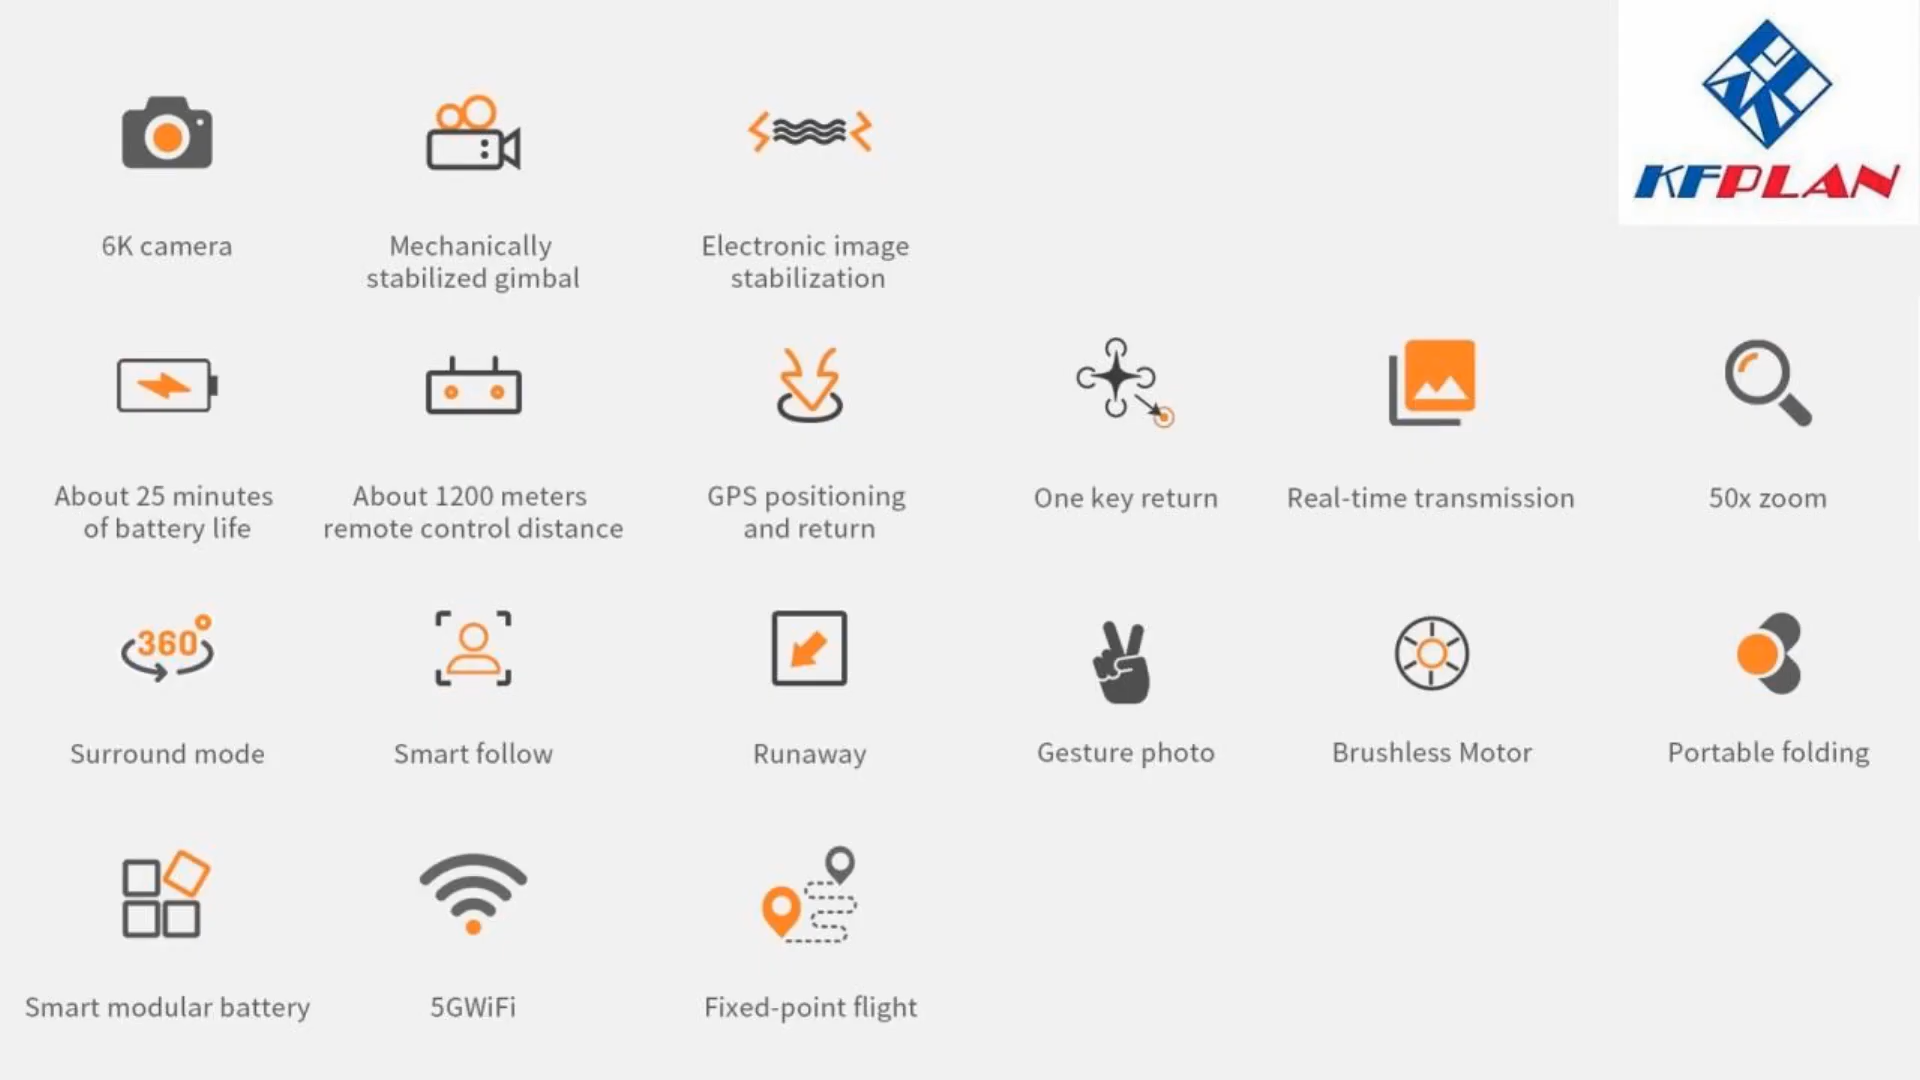 KFPLAN
6K camera
Mechanically
stabilized gimbal
Electronic image
stabilization
About 25 minutes
of battery life
About 1200 meters
remote control distance
GPS positioning
and return
One key return
Real-time transmission
50x zoom
360°
Surround mode
Smart follow
Runaway
Gesture photo
Brushless Motor
Portable folding
Smart modular battery
5GWiFi
Fixed-point flight